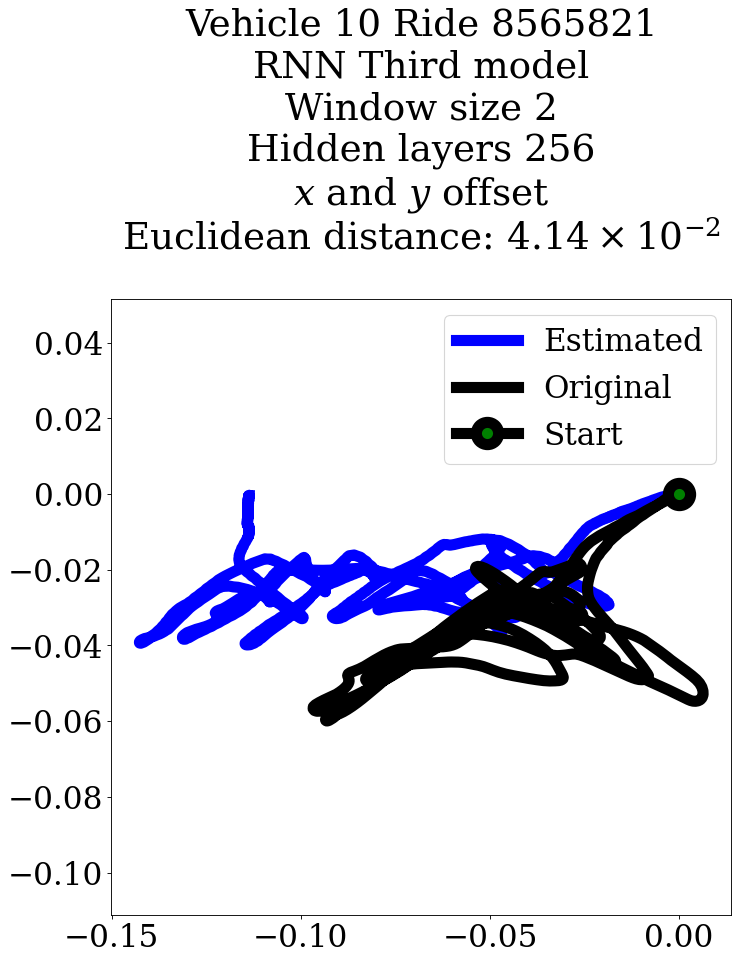 Vehicle 10 Ride 8565821
RNN Third model
Window size 2
Hidden layers 256
x and y offset
Euclidean distance: 4.14 × 10⁻²
Estimated
Original
Start
0.04
0.02
0.00
−0.02
−0.04
−0.06
−0.08
−0.10
−0.15 −0.10 −0.05 0.00